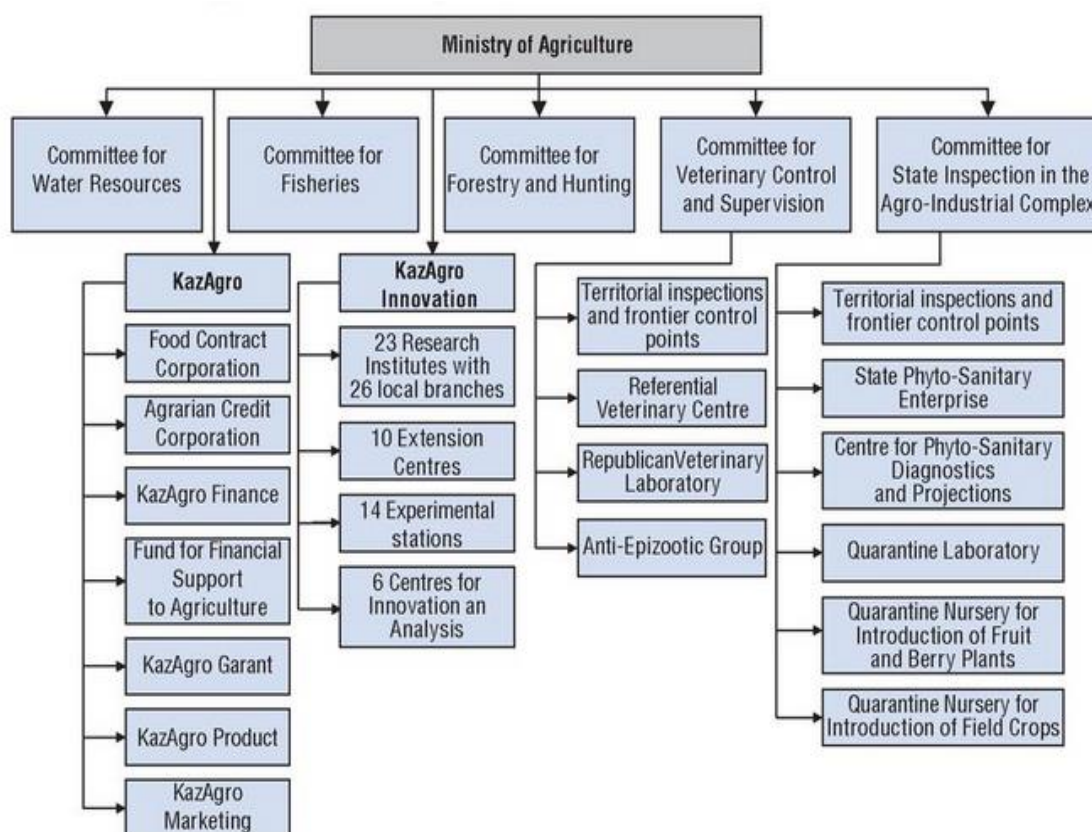 Ministry of Agriculture
Committee for
Water Resources
Committee for
Fisheries
Committee for
Forestry and Hunting
Committee for
Veterinary Control
and Supervision
Committee for
State Inspection in the
Agro-Industrial Complex
KazAgro
Food Contract
Corporation
Agrarian Credit
Corporation
KazAgro Finance
Fund for Financial
Support
to Agriculture
KazAgro Garant
KazAgro Product
KazAgro
Marketing
KazAgro
Innovation
23 Research
Institutes with
26 local branches
10 Extension
Centres
14 Experimental
stations
6 Centres for
Innovation an
Analysis
Territorial inspections
and frontier control
points
Referential
Veterinary Centre
RepublicanVeterinary
Laboratory
Anti-Epizootic Group
Territorial inspections and
frontier control points
State Phyto-Sanitary
Enterprise
Centre for Phyto-Sanitary
Diagnostics
and Projections
Quarantine Laboratory
Quarantine Nursery for
Introduction of Fruit
and Berry Plants
Quarantine Nursery for
Introduction of Field Crops